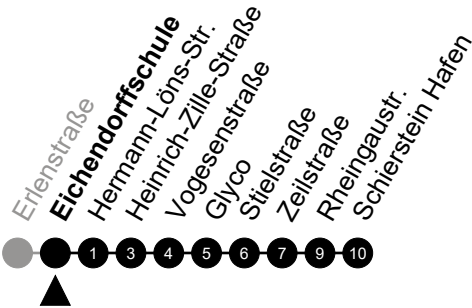 Erlenstraße
Eichendorffschule
Hermann-Löns-Str.
Heinrich-Zille-Straße
Vogesenstraße
Glyco
Stielstraße
Zeilstraße
Rheingaustr.
Schierstein Hafen
1 3 4 5 6 7 9 10